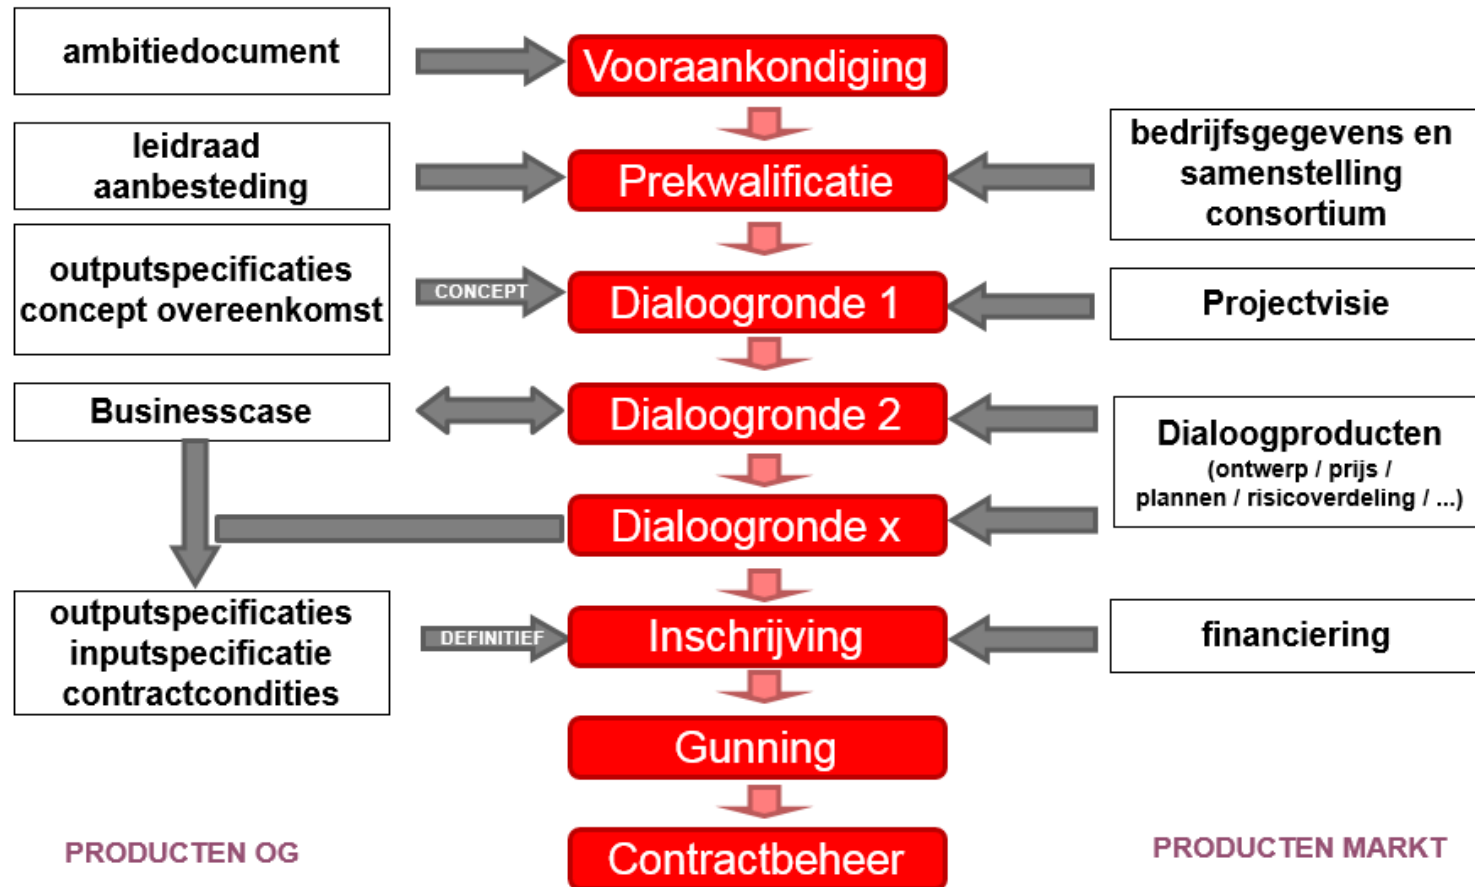 ambitiedocument
Vooraankondiging
leidraad
aanbesteding
Prekwalificatie
bedrijfsgegevens en
samenstelling
consortium
outputspecificaties
concept overeenkomst
CONCEPT
Dialoogronde 1
Projectvisie
Businesscase
Dialoogronde 2
Dialoogproducten
(ontwerp / prijs /
plannen / risicoverdeling / ...)
Dialoogronde x
outputspecificaties
inputspecificatie
contractcondities
DEFINITIEF
Inschrijving
financiering
Gunning
Contractbeheer
PRODUCTEN OG
PRODUCTEN MARKT